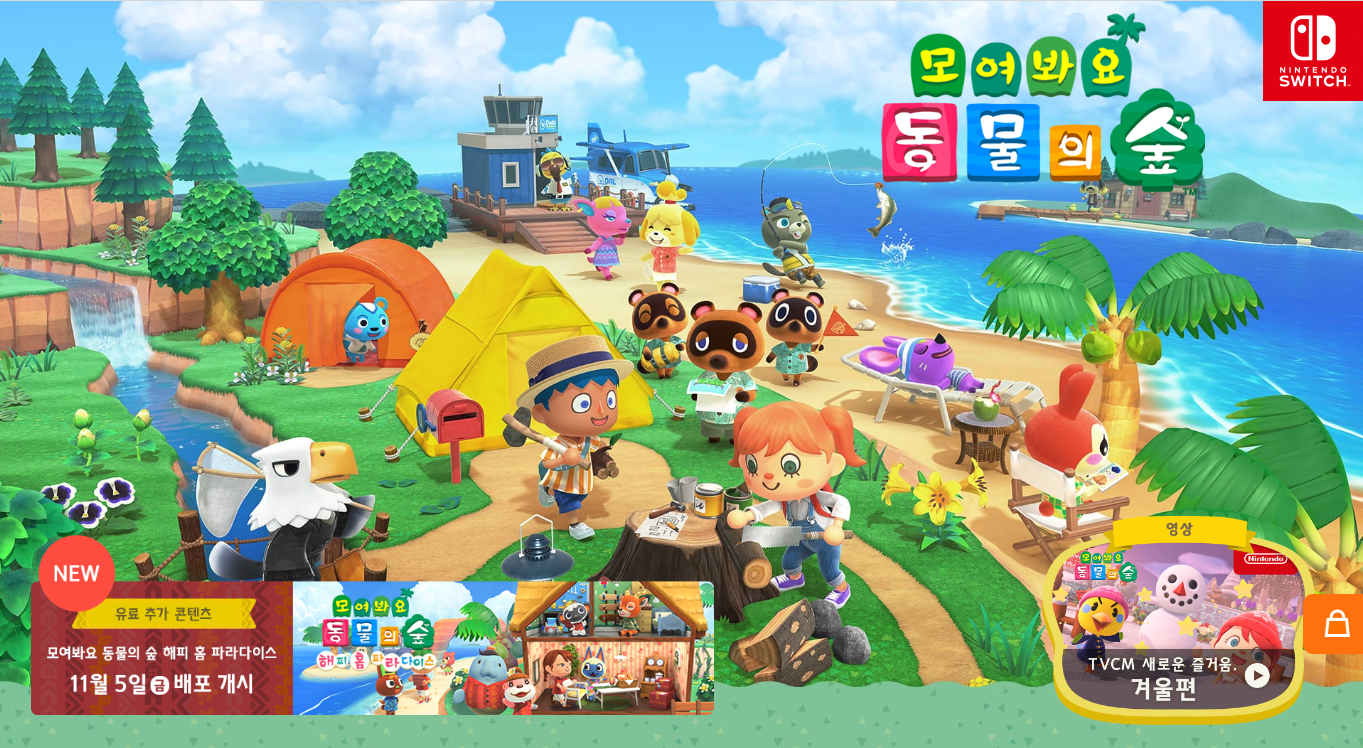 모여봐요
동물의 숲
NINTENDO
SWITCH
Dodo
DAL
영상
모여봐요
동물의 숲
Nintendo
TVCM 새로운 즐거움.
겨울편
NEW
유료 추가 콘텐츠
모여봐요 동물의 숲 해피 홈 파라다이스
11월 5일 금 배포 개시
모여봐요
동물의 숲
해피 홈 파라다이스